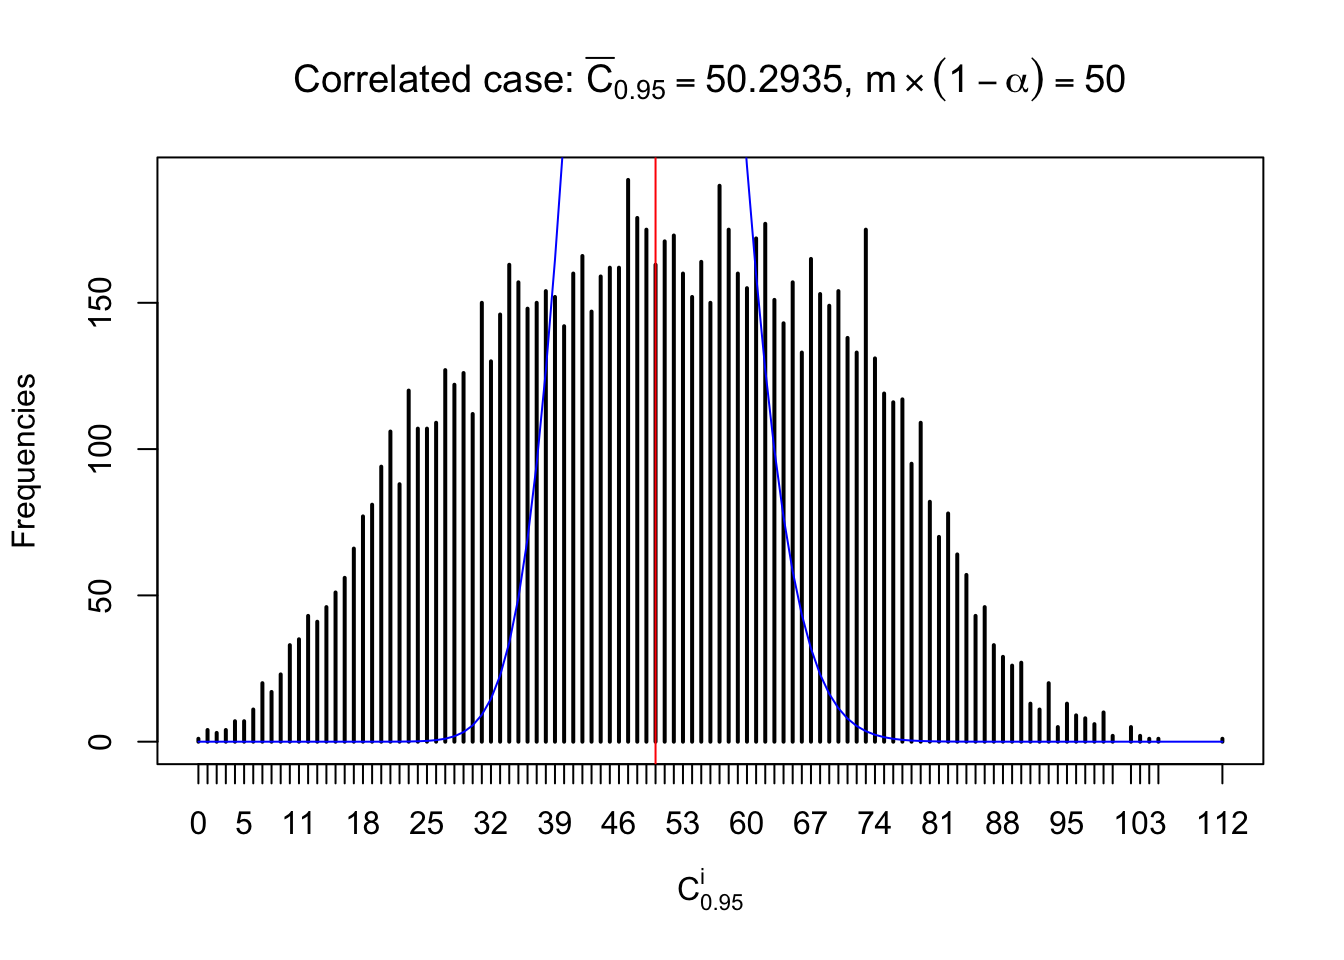 Correlated case: C̅₀.₉₅ = 50.2935, m × (1 − α) = 50
Frequencies
150
100
50
0
0 5 11 18 25 32 39 46 53 60 67 74 81 88 95 103 112
Cⁱ₀.₉₅